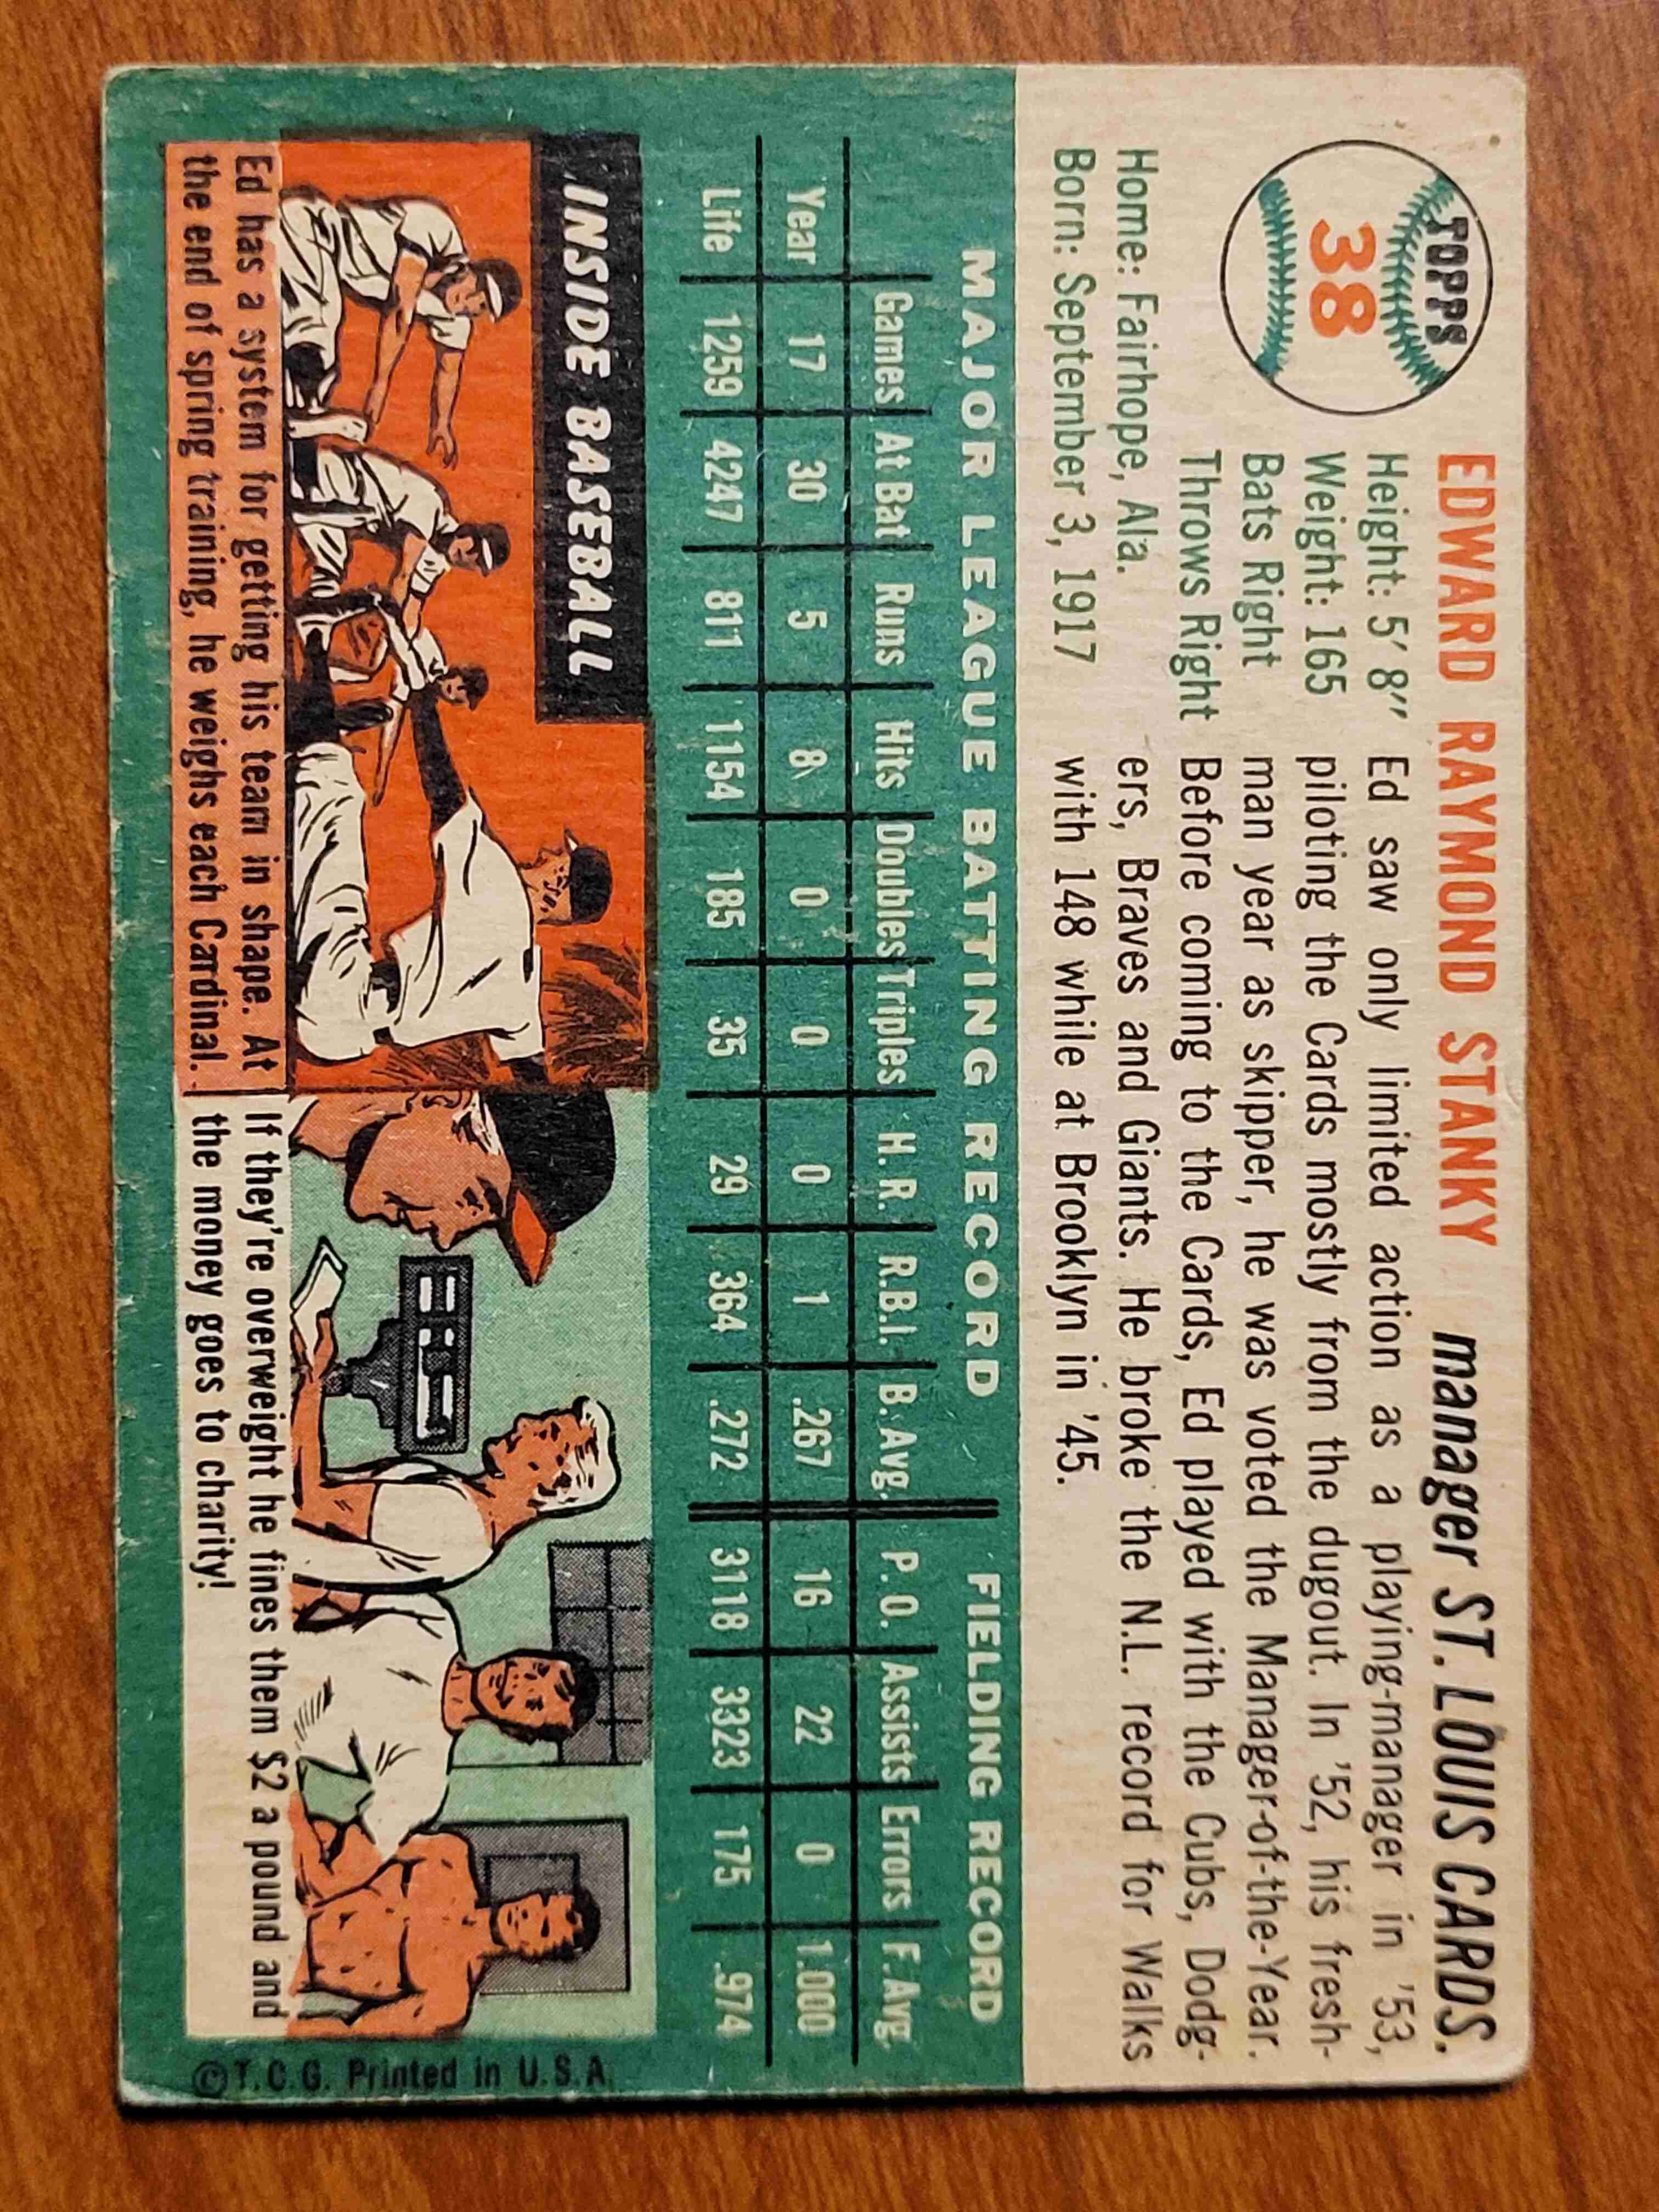 TOPPS
38
EDWARD RAYMOND STANKY manager ST. LOUIS CARDS.
Height: 5' 8"
Weight: 165
Bats Right
Throws Right
Home: Fairhope, Ala.
Born: September 3, 1917
Ed saw only limited action as a playing-manager in '53,
piloting the Cards mostly from the dugout. In '52, his fresh-
man year as skipper, he was voted the Manager-of-the-Year.
Before coming to the Cards, Ed played with the Cubs, Dodg-
ers, Braves and Giants. He broke the N.L. record for Walks
with 148 while at Brooklyn in '45.
MAJOR LEAGUE BATTING RECORD FIELDING RECORD
Games At Bat Runs Hits Doubles Triples H. R. R.B.I. B. Avg. P. O. Assists Errors F. Avg.
Year 17 30 5 8 0 0 0 1 .267 16 22 0 1.000
Life 1259 4247 811 1154 185 35 29 364 .272 3118 3323 175 .974
INSIDE BASEBALL
Ed has a system for getting his team in shape. At
the end of spring training, he weighs each Cardinal.
If they're overweight he fines them $2 a pound and
the money goes to charity!
© T.C.G. Printed in U.S.A.